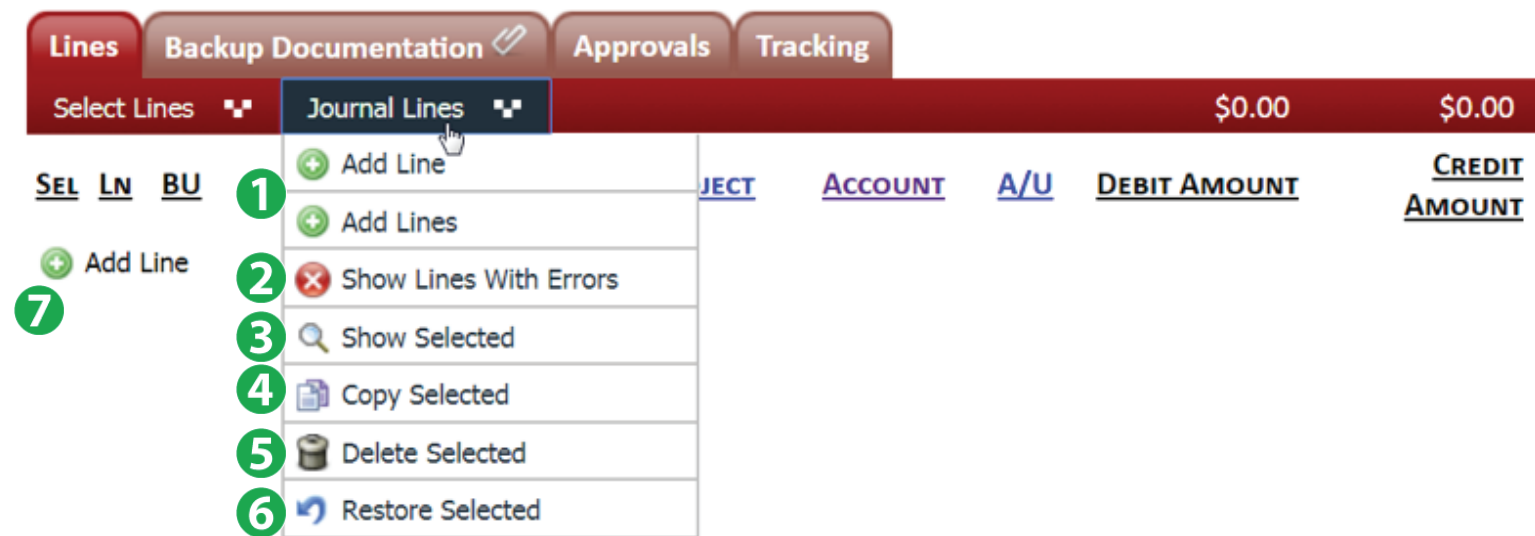 Lines Backup Documentation Approvals Tracking
Select Lines Journal Lines $0.00 $0.00
Add Line
SEL LN BU 1 JECT ACCOUNT A/U DEBIT AMOUNT CREDIT AMOUNT
Add Lines
Add Line
7
2 Show Lines With Errors
3 Show Selected
4 Copy Selected
5 Delete Selected
6 Restore Selected